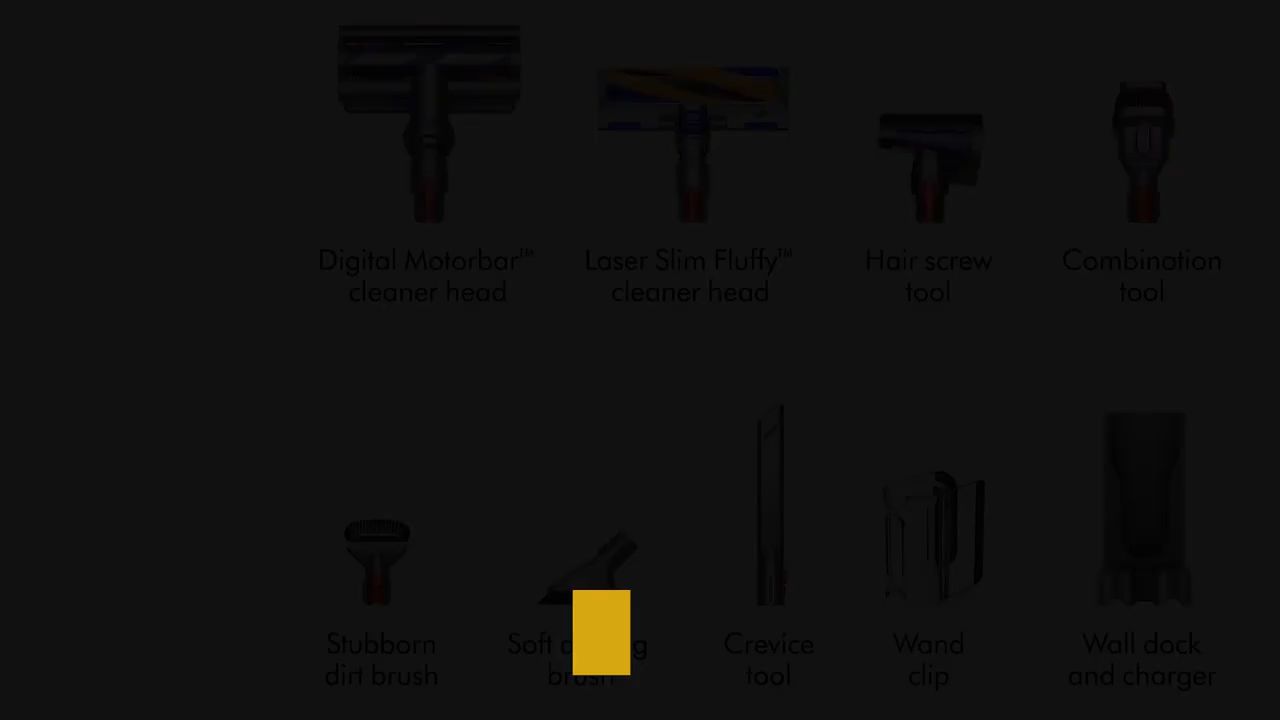 Digital Motorbar™
cleaner head
Laser Slim Fluffy™
cleaner head
Hair screw
tool
Combination
tool
Stubborn
dirt brush
Soft
brush
Crevice
tool
Wand
clip
Wall dock
and charger